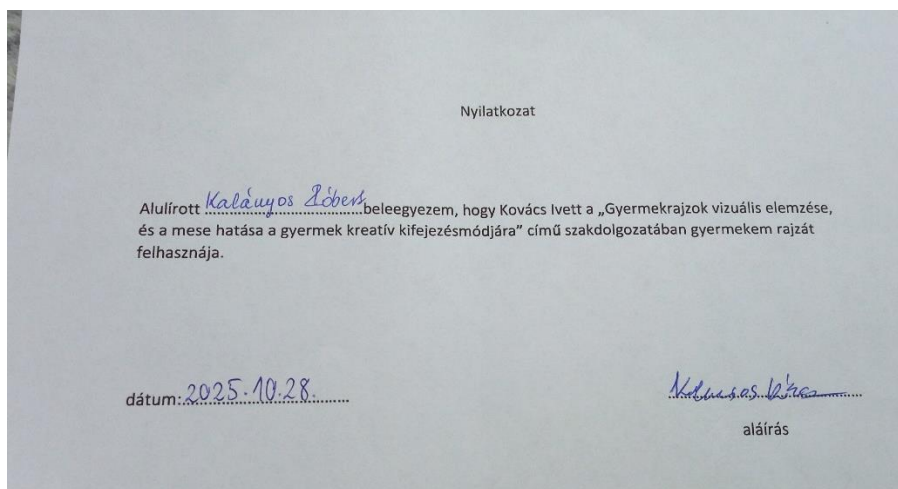 Nyilatkozat
Alulírott Kalányos Róbert beleegyezem, hogy Kovács Ivett a „Gyermekrajzok vizuális elemzése,
és a mese hatása a gyermek kreatív kifejezésmódjára” című szakdolgozatában gyermekem rajzát
felhasznája.
dátum: 2025.10.28.
aláírás